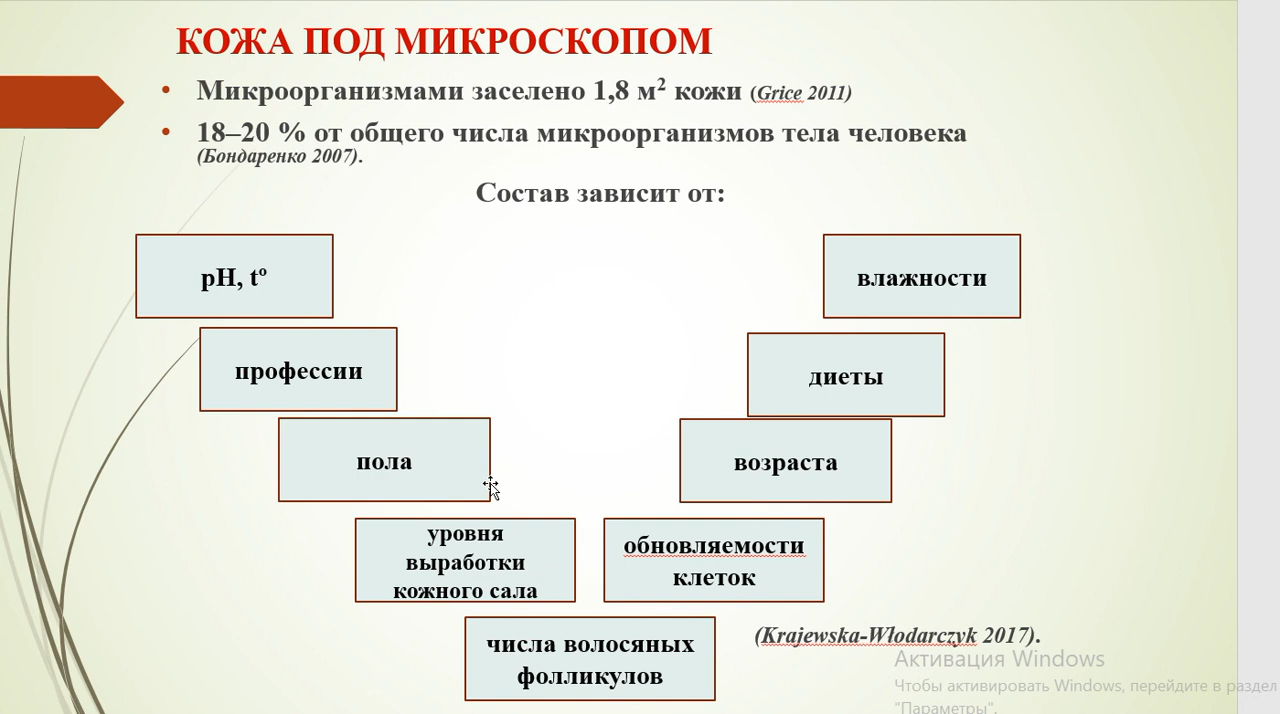 КОЖА ПОД МИКРОСКОПОМ
• Микроорганизмами заселено 1,8 м² кожи (Grice 2011)
• 18–20 % от общего числа микроорганизмов тела человека
(Бондаренко 2007).
Состав зависит от:
pH, tº
влажности
профессии
диеты
пола
возраста
уровня
выработки
кожного сала
обновляемости
клеток
числа волосяных
фолликулов
(Krajewska-Włodarczyk 2017).
Активация Windows
Чтобы активировать Windows, перейдите в раздел
"Параметры".